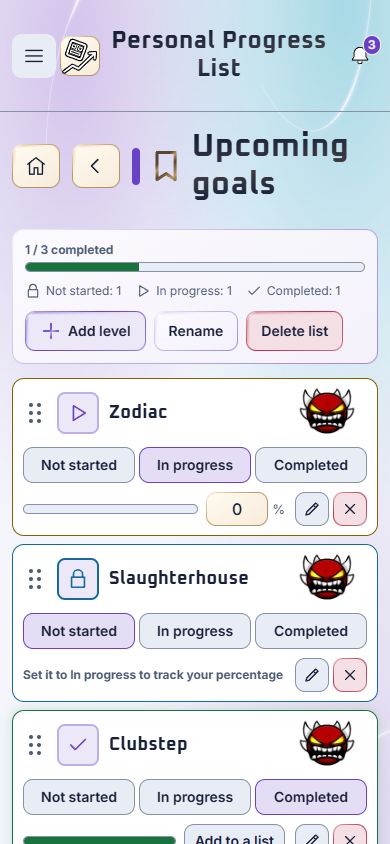 Personal Progress
List
3
Upcoming
goals
1 / 3 completed
Not started: 1
In progress: 1
Completed: 1
Add level
Rename
Delete list
Zodiac
Not started
In progress
Completed
0
%
Slaughterhouse
Not started
In progress
Completed
Set it to In progress to track your percentage
Clubstep
Not started
In progress
Completed
Add to a list